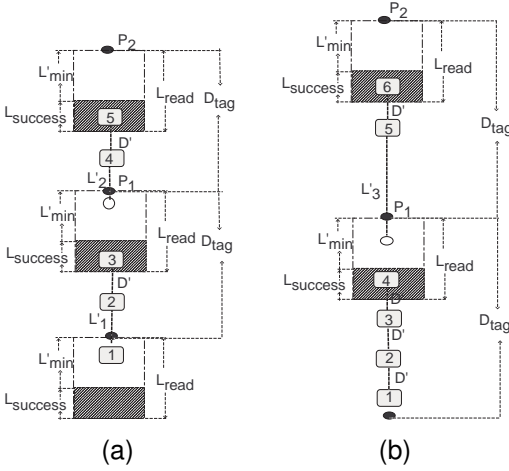 P2
L'min
Lread
Lsuccess
5
Dtag
D'
4
L'2
P1
L'min
Lread
Lsuccess
3
Dtag
D'
2
L'1
1
L'min
Lread
Lsuccess
(a)
P2
L'min
Lread
Lsuccess
6
Dtag
D'
5
L'3
P1
L'min
Lread
Lsuccess
4
D
3
Dtag
D'
2
D'
1
(b)